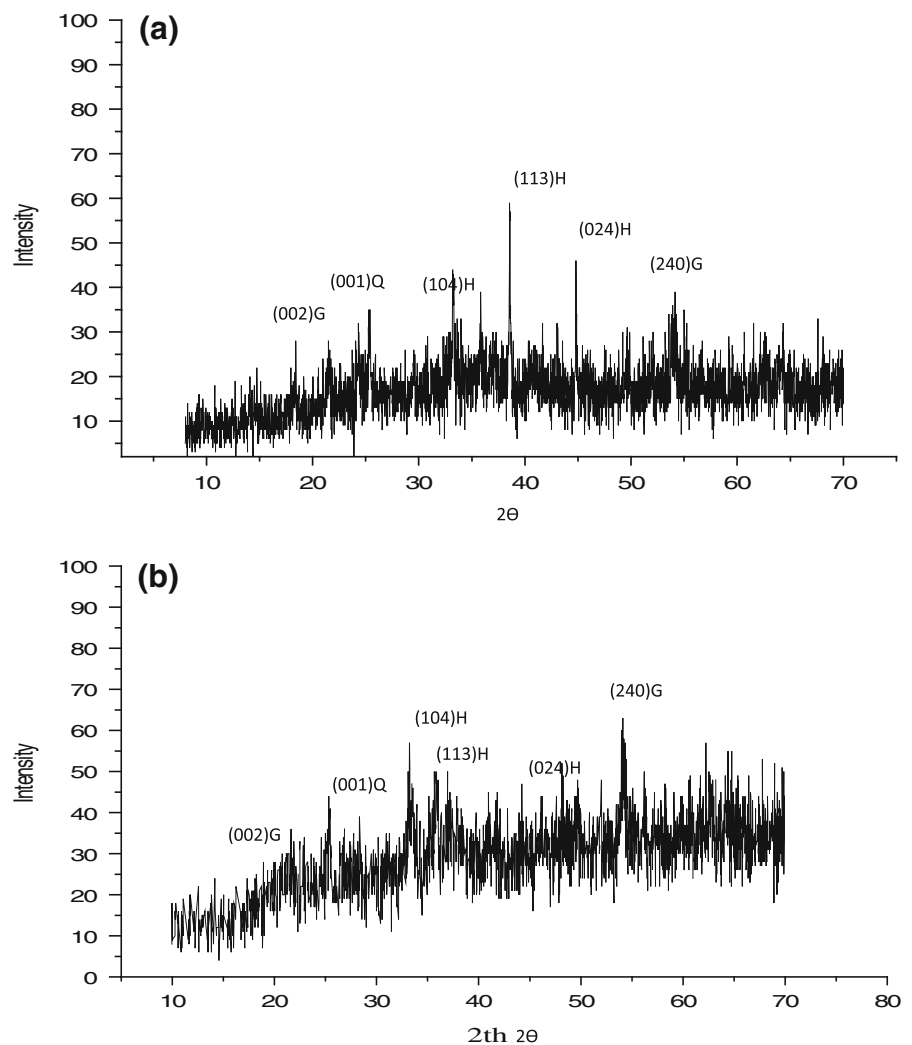 (a)
100
90
80
70
60
50
40
30
20
10
Intensity
(113)H
(024)H
(001)Q
(104)H
(240)G
(002)G
10 20 30 40 50 60 70
2Θ
(b)
100
90
80
70
60
50
40
30
20
10
0
Intensity
(240)G
(104)H
(113)H
(024)H
(001)Q
(002)G
10 20 30 40 50 60 70 80
2th 2Θ